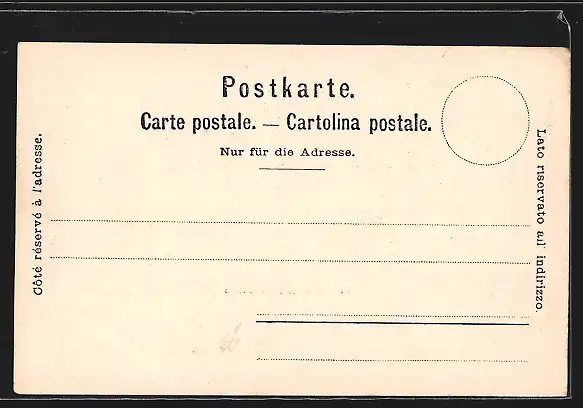 Postkarte.
Carte postale. — Cartolina postale.
Nur für die Adresse.
Côté réservé à l'adresse.
Lato riservato all' indirizzo.